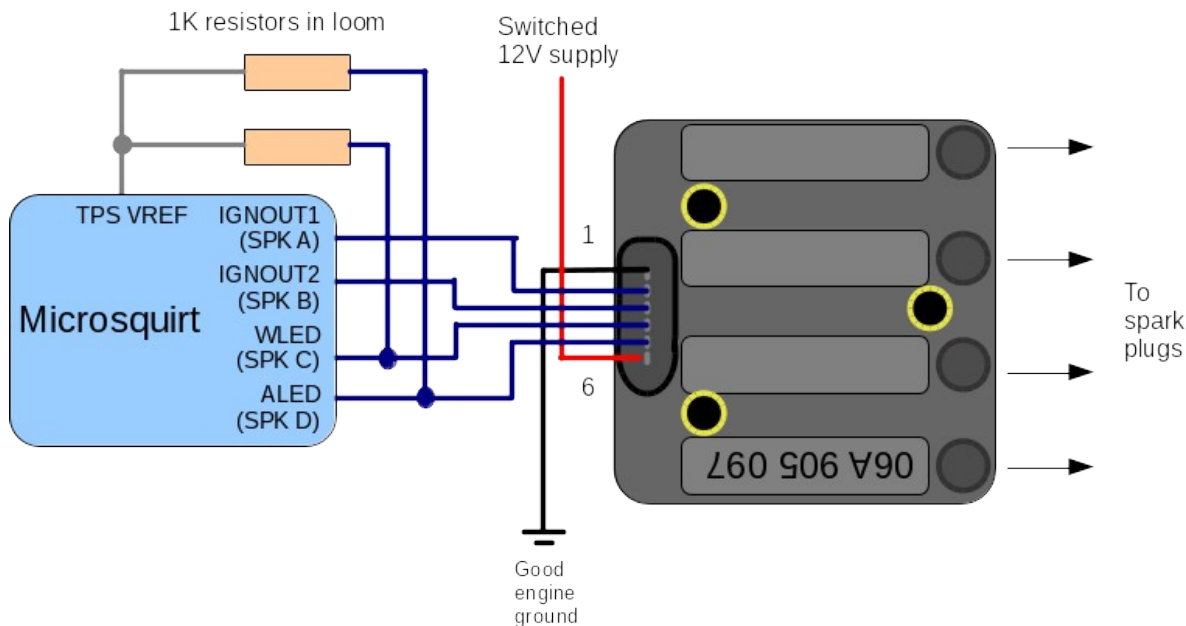 1K resistors in loom
Switched
12V supply
TPS VREF
IGNOUT1
(SPK A)
IGNOUT2
(SPK B)
Microsquirt
WLED
(SPK C)
ALED
(SPK D)
1
6
06A 905 097
To
spark
plugs
Good
engine
ground